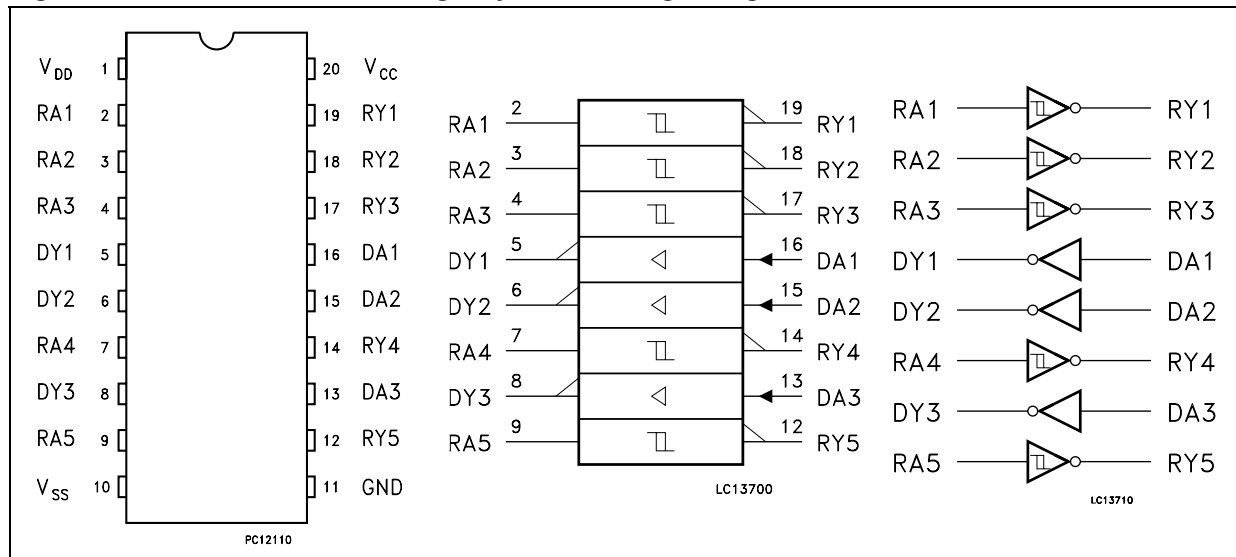 V_DD 1 20 V_CC
RA1 2 19 RY1
RA2 3 18 RY2
RA3 4 17 RY3
DY1 5 16 DA1
DY2 6 15 DA2
RA4 7 14 RY4
DY3 8 13 DA3
RA5 9 12 RY5
V_SS 10 11 GND
PC12110
RA1 2 19 RY1
RA2 3 18 RY2
RA3 4 17 RY3
DY1 5 16 DA1
DY2 6 15 DA2
RA4 7 14 RY4
DY3 8 13 DA3
RA5 9 12 RY5
LC13700
RA1 RY1
RA2 RY2
RA3 RY3
DY1 DA1
DY2 DA2
RA4 RY4
DY3 DA3
RA5 RY5
LC13710